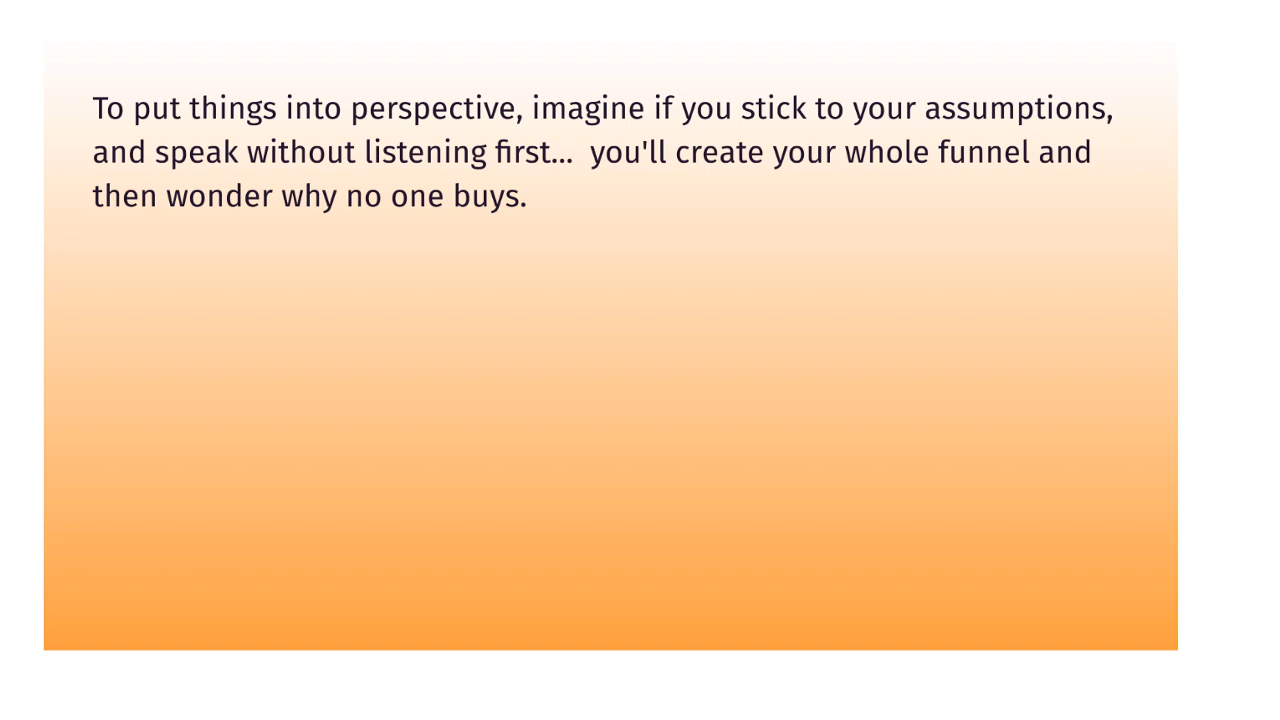 To put things into perspective, imagine if you stick to your assumptions,
and speak without listening first...  you'll create your whole funnel and
then wonder why no one buys.